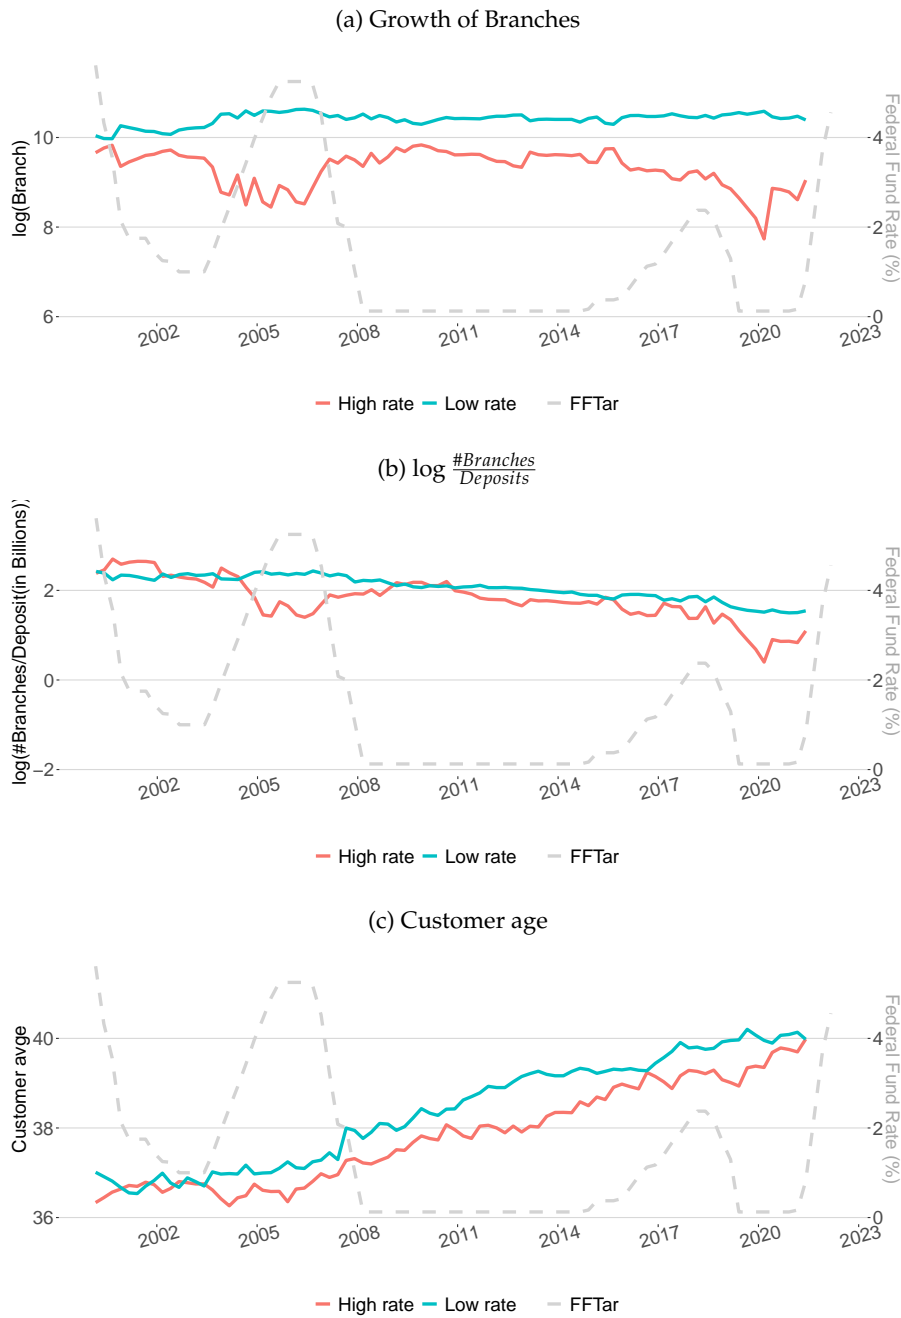 (a) Growth of Branches
log(Branch)
10
8
6
4
2
0
Federal Fund Rate (%)
2002 2005 2008 2011 2014 2017 2020 2023
High rate Low rate FFTar
(b) log #Branches/Deposits
log(#Branches/Deposit(in Billions))
2
0
−2
4
2
0
Federal Fund Rate (%)
2002 2005 2008 2011 2014 2017 2020 2023
High rate Low rate FFTar
(c) Customer age
Customer avge
40
38
36
4
2
0
Federal Fund Rate (%)
2002 2005 2008 2011 2014 2017 2020 2023
High rate Low rate FFTar